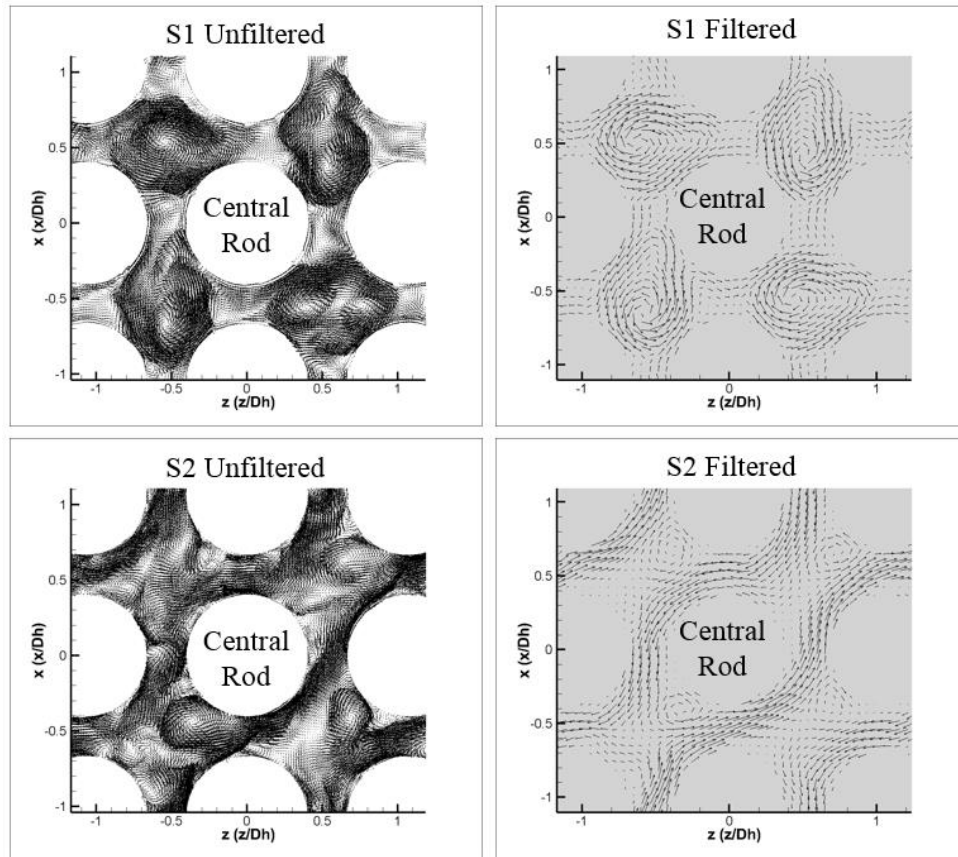 S1 Unfiltered
1
0.5
0
-0.5
-1
x (x/Dh)
Central
Rod
-1
-0.5
0
0.5
1
z (z/Dh)
S1 Filtered
1
0.5
0
-0.5
-1
x (x/Dh)
Central
Rod
-1
0
1
z (z/Dh)
S2 Unfiltered
1
0.5
0
-0.5
-1
x (x/Dh)
Central
Rod
-1
-0.5
0
0.5
1
z (z/Dh)
S2 Filtered
1
0.5
0
-0.5
-1
x (x/Dh)
Central
Rod
-1
0
1
z (z/Dh)